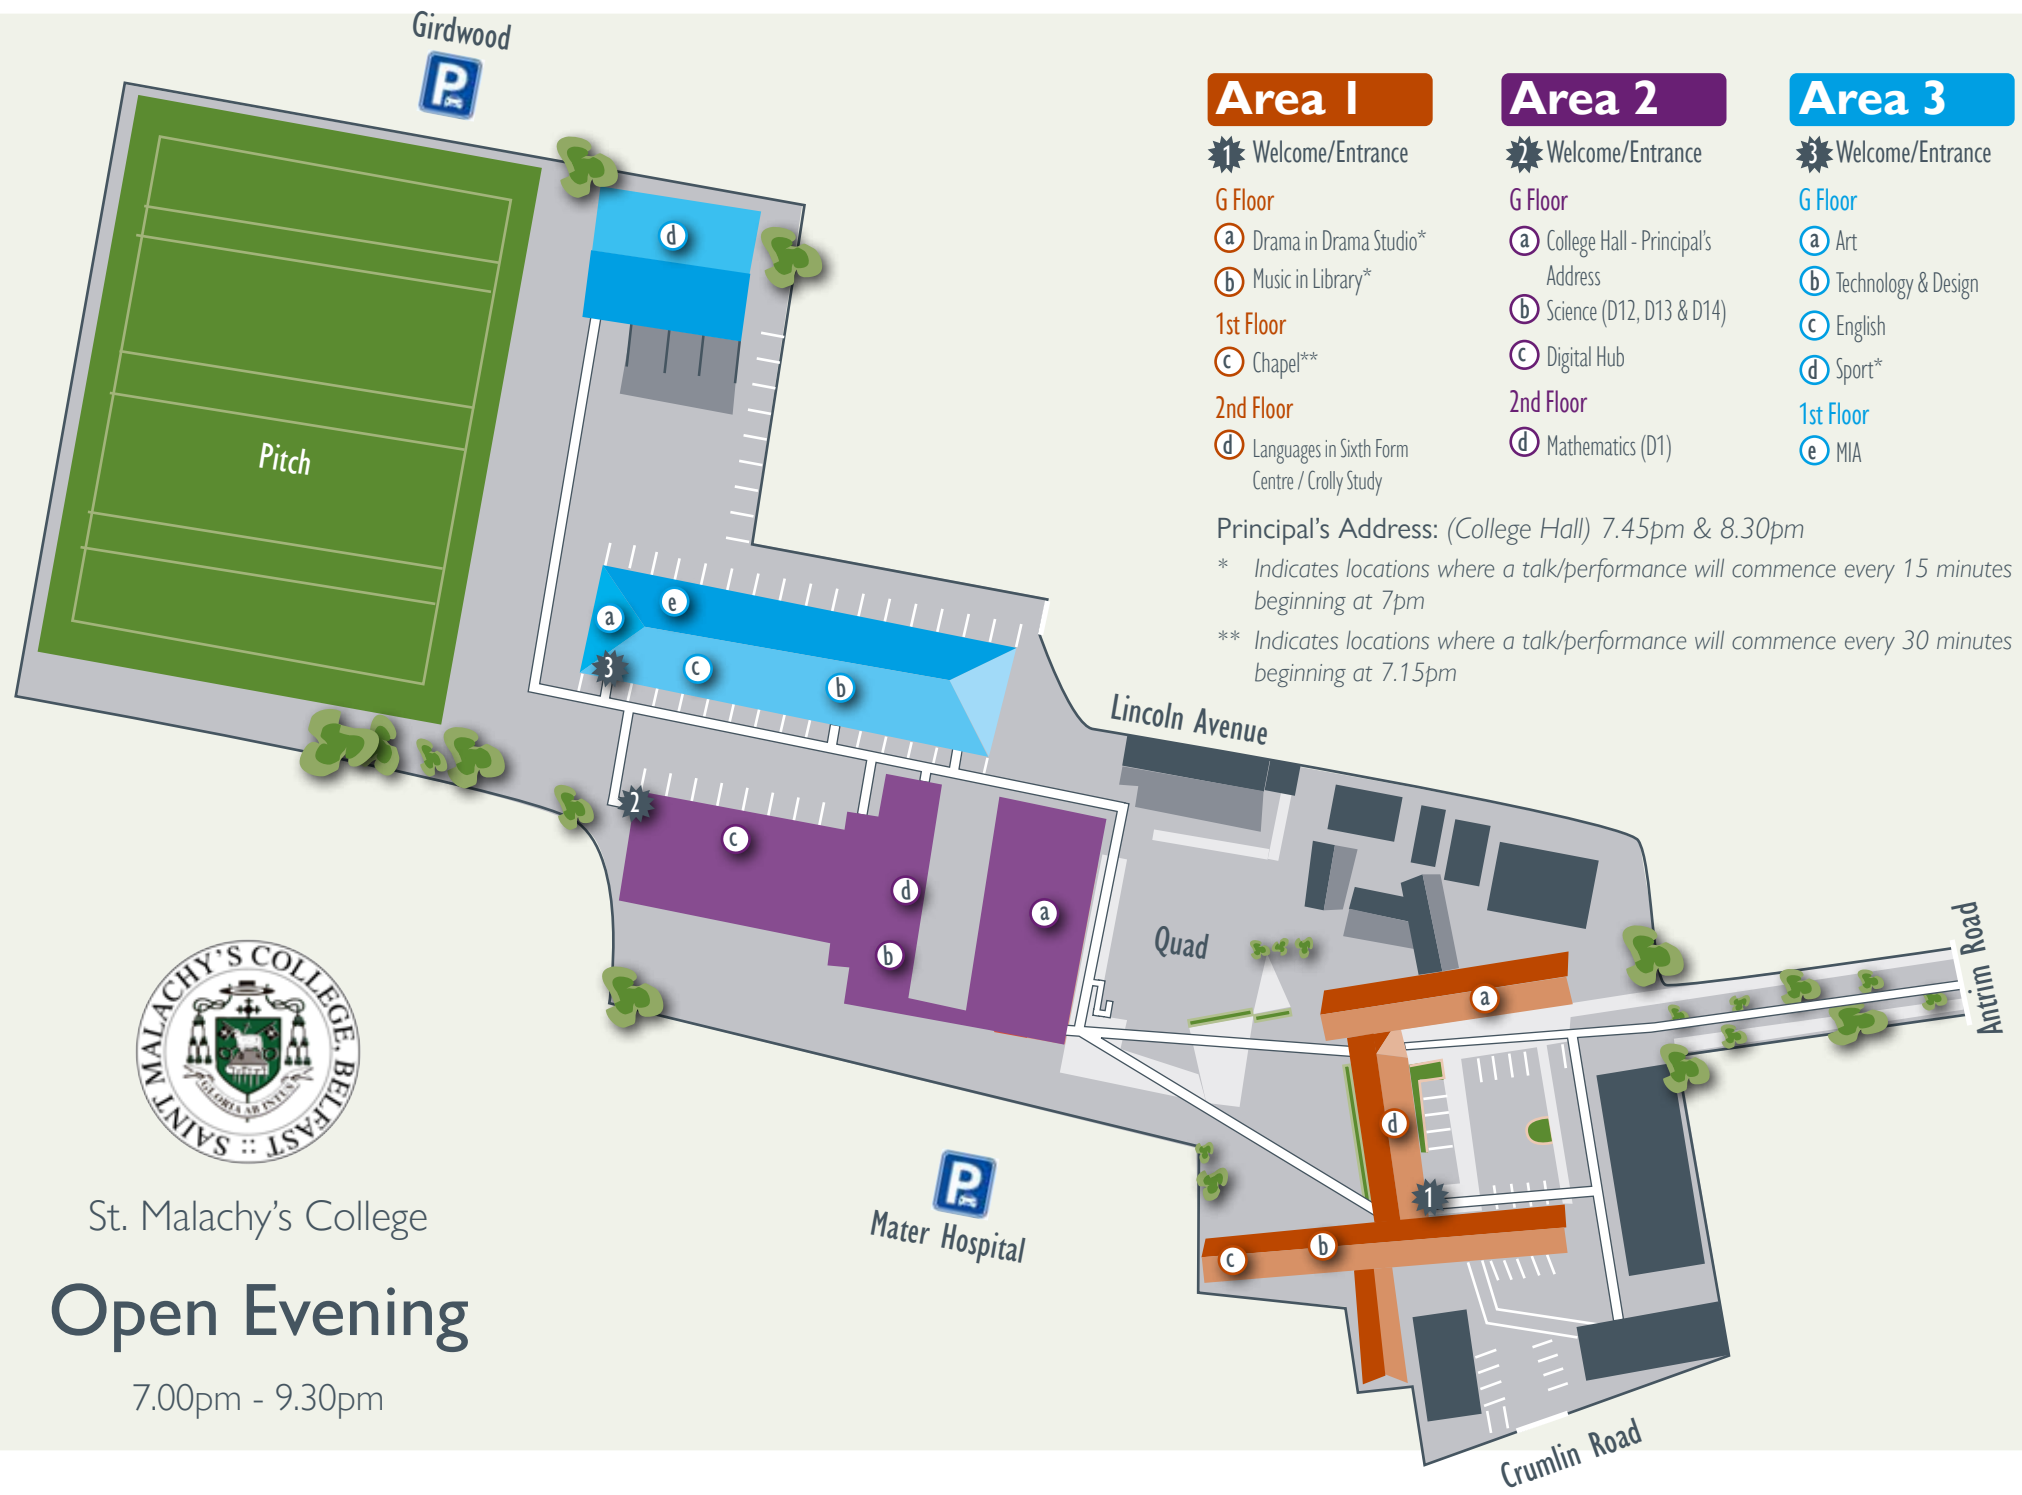 Girdwood
P
Area 1
1 Welcome/Entrance
G Floor
a Drama in Drama Studio*
b Music in Library*
1st Floor
c Chapel**
2nd Floor
d Languages in Sixth Form
Centre / Crolly Study
Area 2
2 Welcome/Entrance
G Floor
a College Hall - Principal's
Address
b Science (D12, D13 & D14)
c Digital Hub
2nd Floor
d Mathematics (D1)
Area 3
3 Welcome/Entrance
G Floor
a Art
b Technology & Design
c English
d Sport*
1st Floor
e MIA
Principal's Address: (College Hall) 7.45pm & 8.30pm
* Indicates locations where a talk/performance will commence every 15 minutes
beginning at 7pm
** Indicates locations where a talk/performance will commence every 30 minutes
beginning at 7.15pm
d
Pitch
e
a
3
c
b
Lincoln Avenue
2
c
d
a
b
Quad
Antrim Road
a
d
1
b
c
P
Mater Hospital
Crumlin Road
SAINT MALACHY'S COLLEGE, BELFAST ::
GLORIA AB INTUS
St. Malachy's College
Open Evening
7.00pm - 9.30pm